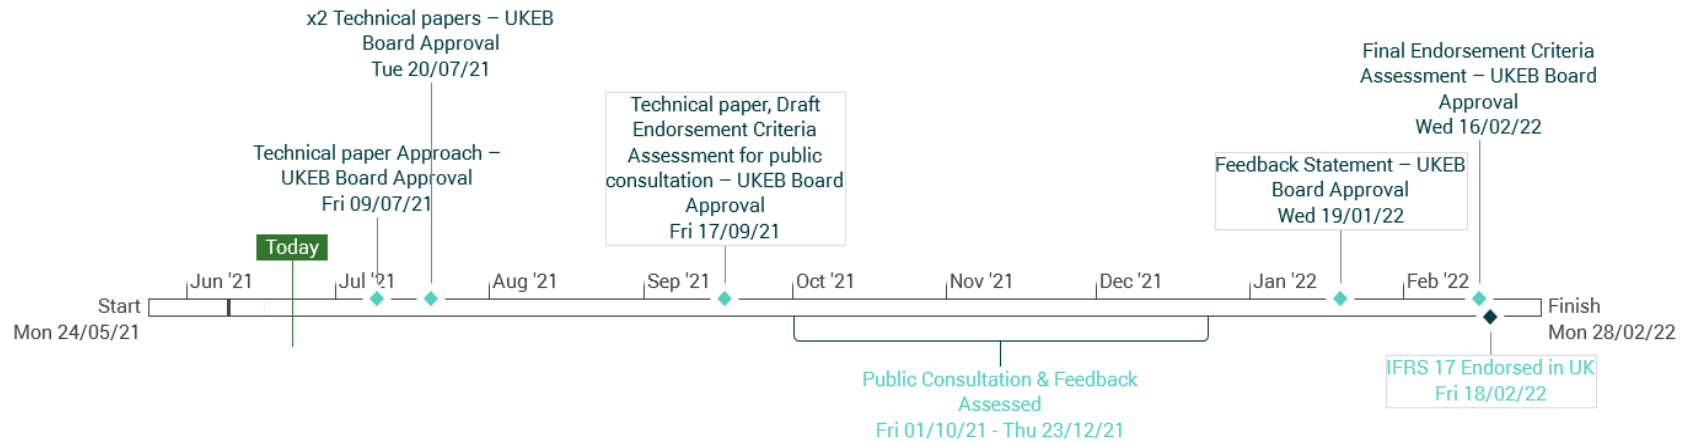 x2 Technical papers – UKEB
Board Approval
Tue 20/07/21
Final Endorsement Criteria
Assessment – UKEB Board
Approval
Wed 16/02/22
Technical paper, Draft
Endorsement Criteria
Assessment for public
consultation – UKEB Board
Approval
Fri 17/09/21
Technical paper Approach –
UKEB Board Approval
Fri 09/07/21
Feedback Statement – UKEB
Board Approval
Wed 19/01/22
Today
Jun '21
Jul '21
Aug '21
Sep '21
Oct '21
Nov '21
Dec '21
Jan '22
Feb '22
Start
Mon 24/05/21
Finish
Mon 28/02/22
Public Consultation & Feedback
Assessed
Fri 01/10/21 - Thu 23/12/21
IFRS 17 Endorsed in UK
Fri 18/02/22